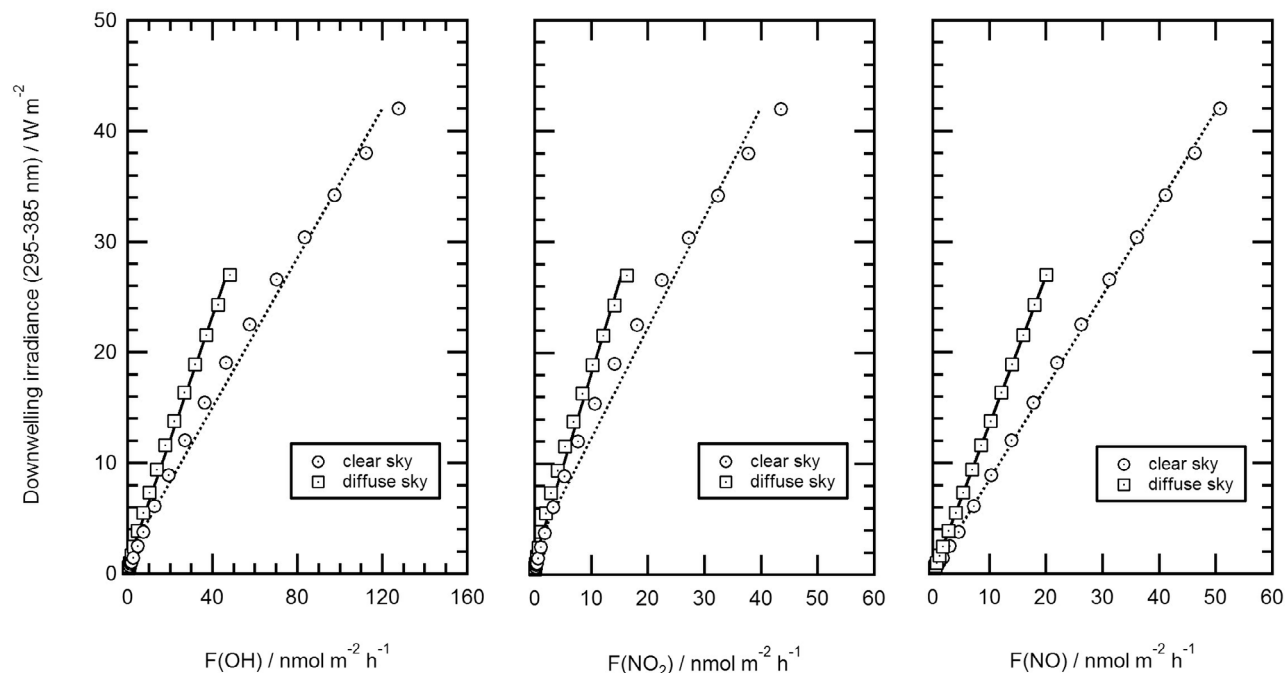 Downwelling irradiance (295-385 nm) / W m⁻²
50
40
30
20
10
0
clear sky
diffuse sky
0 40 80 120 160
F(OH) / nmol m⁻² h⁻¹
clear sky
diffuse sky
0 10 20 30 40 50 60
F(NO₂) / nmol m⁻² h⁻¹
clear sky
diffuse sky
0 10 20 30 40 50 60
F(NO) / nmol m⁻² h⁻¹